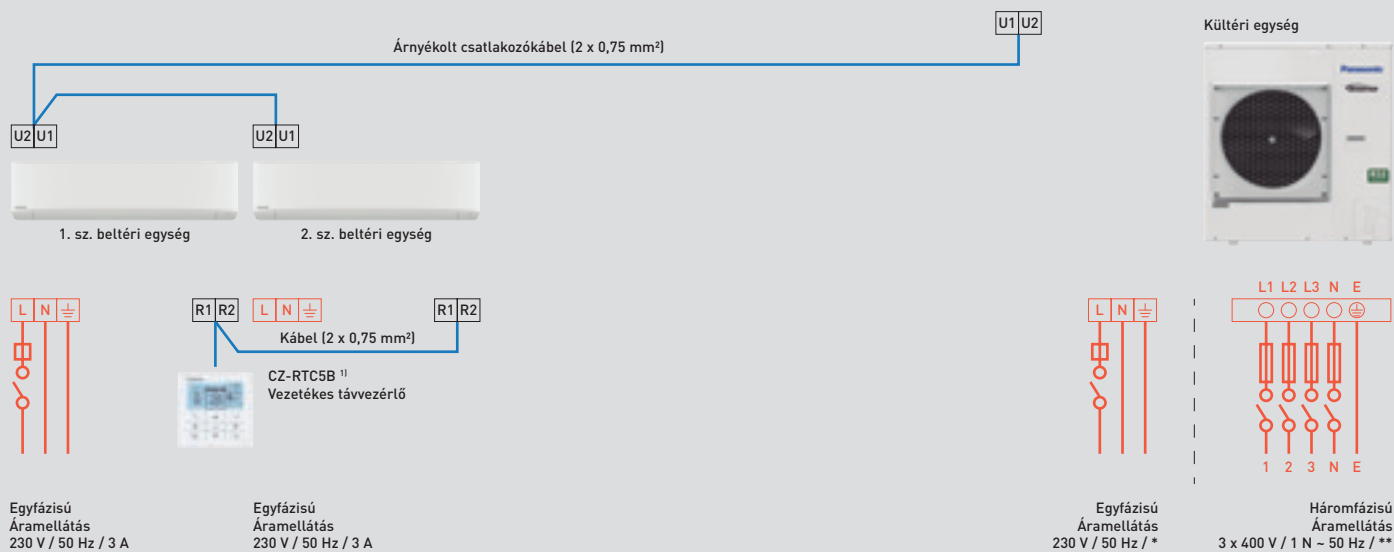 U1 U2
Kültéri egység
Árnyékolt csatlakozókábel (2 x 0,75 mm²)
Panasonic
U2 U1
U2 U1
1. sz. beltéri egység
2. sz. beltéri egység
L N
R1 R2
L N
R1 R2
Kábel (2 x 0,75 mm²)
CZ-RTC5B ¹⁾
Vezetékes távvezérlő
L N
L1 L2 L3 N E
1 2 3 N E
Egyfázisú
Áramellátás
230 V / 50 Hz / 3 A
Egyfázisú
Áramellátás
230 V / 50 Hz / 3 A
Egyfázisú
Áramellátás
230 V / 50 Hz / *
Háromfázisú
Áramellátás
3 x 400 V / 1 N ~ 50 Hz / **